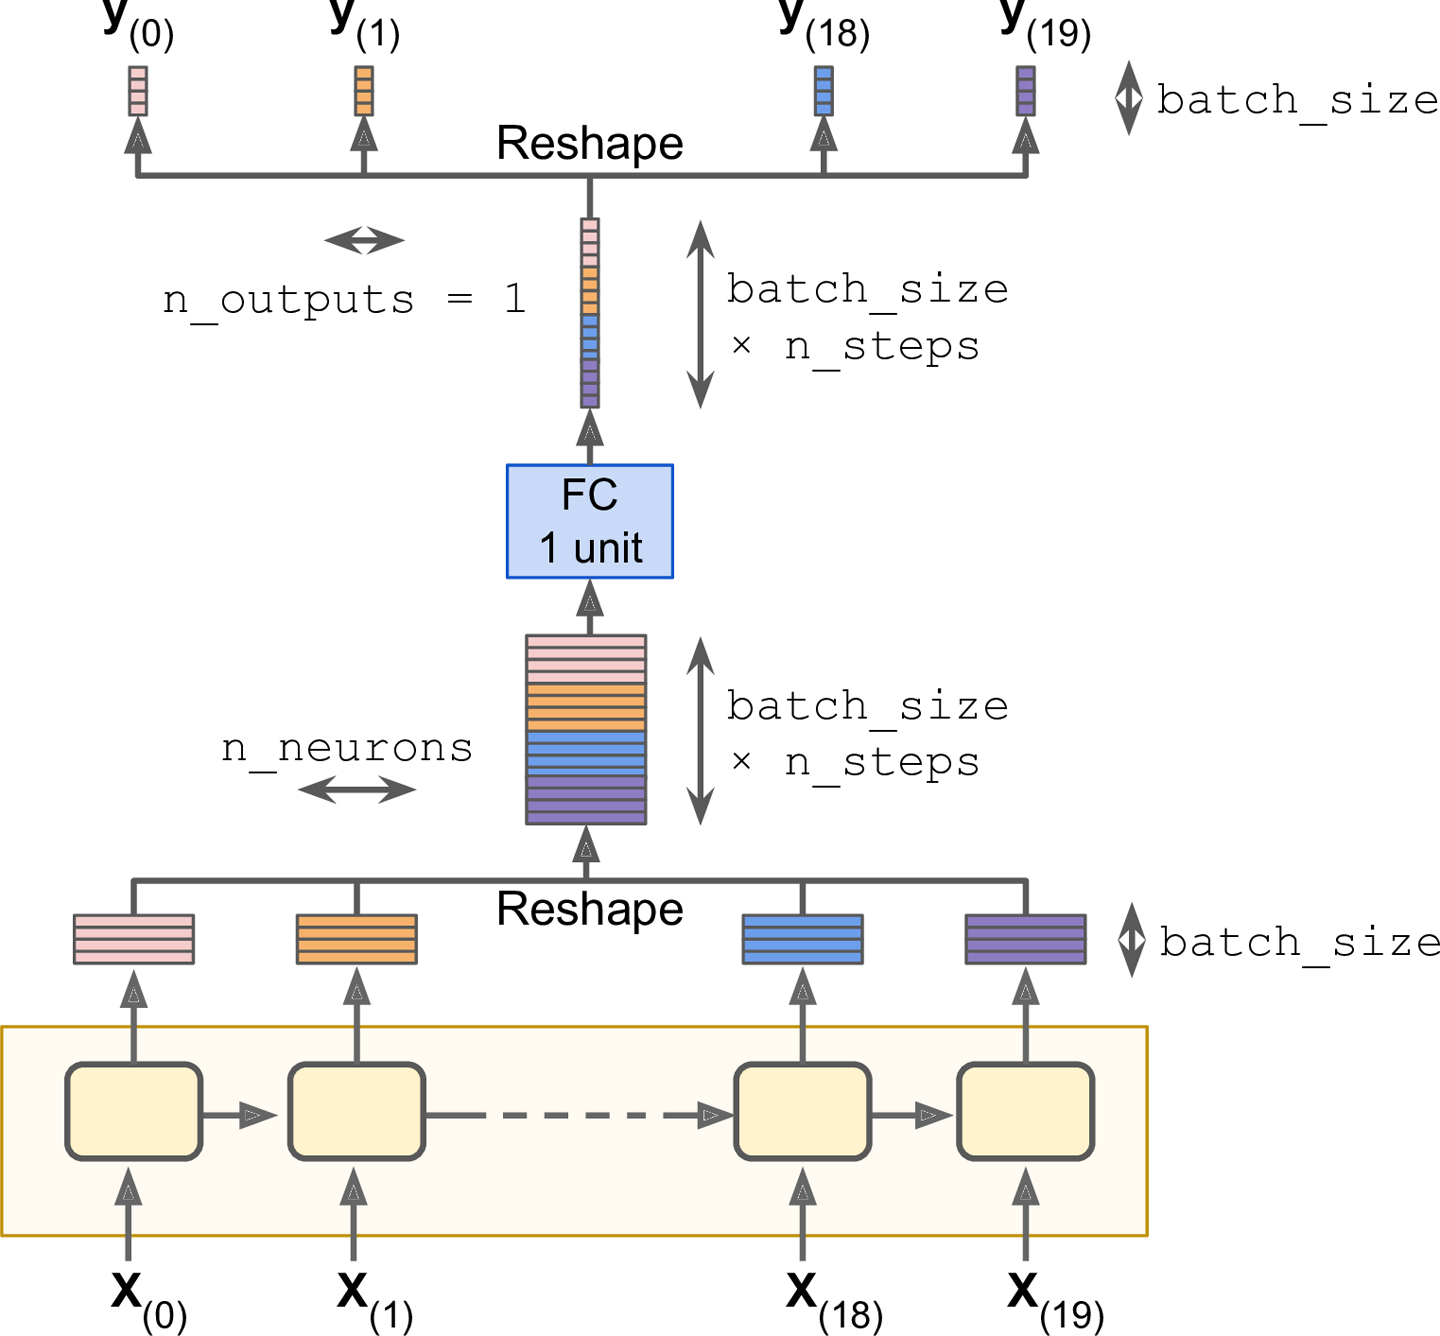 y(0) y(1) y(18) y(19)
batch_size
Reshape
n_outputs = 1
batch_size
× n_steps
FC
1 unit
n_neurons
batch_size
× n_steps
Reshape
batch_size
x(0) x(1) x(18) x(19)